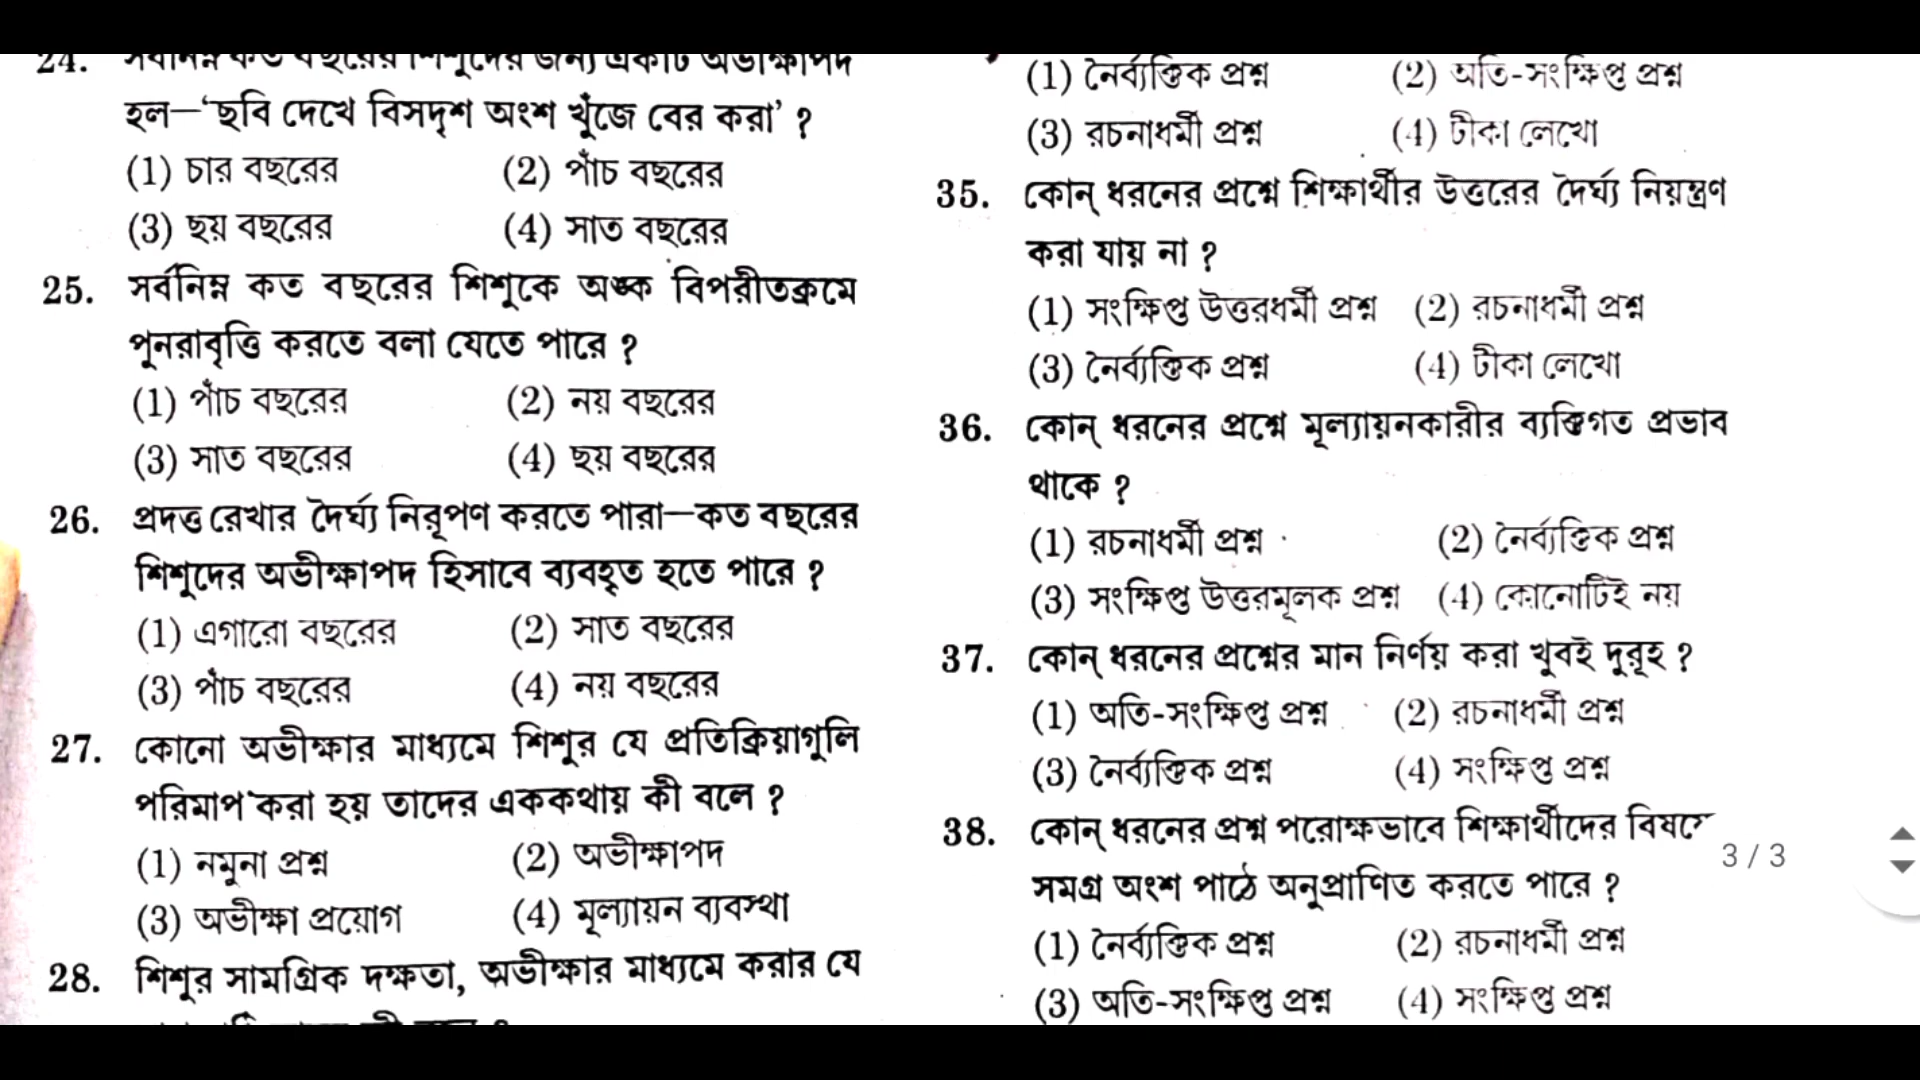 24. সর্বনিম্ন কত বছরের শিশুদের জন্য একটি অভীক্ষাপদ
হল—‘ছবি দেখে বিসদৃশ অংশ খুঁজে বের করা’ ?
(1) চার বছরের (2) পাঁচ বছরের
(3) ছয় বছরের (4) সাত বছরের
25. সর্বনিম্ন কত বছরের শিশুকে অঙ্ক বিপরীতক্রমে
পুনরাবৃত্তি করতে বলা যেতে পারে ?
(1) পাঁচ বছরের (2) নয় বছরের
(3) সাত বছরের (4) ছয় বছরের
26. প্রদত্ত রেখার দৈর্ঘ্য নিরূপণ করতে পারা—কত বছরের
শিশুদের অভীক্ষাপদ হিসাবে ব্যবহৃত হতে পারে ?
(1) এগারো বছরের (2) সাত বছরের
(3) পাঁচ বছরের (4) নয় বছরের
27. কোনো অভীক্ষার মাধ্যমে শিশুর যে প্রতিক্রিয়াগুলি
পরিমাপ করা হয় তাদের এককথায় কী বলে ?
(1) নমুনা প্রশ্ন (2) অভীক্ষাপদ
(3) অভীক্ষা প্রয়োগ (4) মূল্যায়ন ব্যবস্থা
28. শিশুর সামগ্রিক দক্ষতা, অভীক্ষার মাধ্যমে করার যে
(1) নৈর্ব্যক্তিক প্রশ্ন (2) অতি-সংক্ষিপ্ত প্রশ্ন
(3) রচনাধর্মী প্রশ্ন (4) টীকা লেখো
35. কোন্ ধরনের প্রশ্নে শিক্ষার্থীর উত্তরের দৈর্ঘ্য নিয়ন্ত্রণ
করা যায় না ?
(1) সংক্ষিপ্ত উত্তরধর্মী প্রশ্ন (2) রচনাধর্মী প্রশ্ন
(3) নৈর্ব্যক্তিক প্রশ্ন (4) টীকা লেখো
36. কোন্ ধরনের প্রশ্নে মূল্যায়নকারীর ব্যক্তিগত প্রভাব
থাকে ?
(1) রচনাধর্মী প্রশ্ন (2) নৈর্ব্যক্তিক প্রশ্ন
(3) সংক্ষিপ্ত উত্তরমূলক প্রশ্ন (4) কোনোটিই নয়
37. কোন্ ধরনের প্রশ্নের মান নির্ণয় করা খুবই দুরূহ ?
(1) অতি-সংক্ষিপ্ত প্রশ্ন (2) রচনাধর্মী প্রশ্ন
(3) নৈর্ব্যক্তিক প্রশ্ন (4) সংক্ষিপ্ত প্রশ্ন
38. কোন্ ধরনের প্রশ্ন পরোক্ষভাবে শিক্ষার্থীদের বিষয়ের
সমগ্র অংশ পাঠে অনুপ্রাণিত করতে পারে ?
(1) নৈর্ব্যক্তিক প্রশ্ন (2) রচনাধর্মী প্রশ্ন
(3) অতি-সংক্ষিপ্ত প্রশ্ন (4) সংক্ষিপ্ত প্রশ্ন
3 / 3